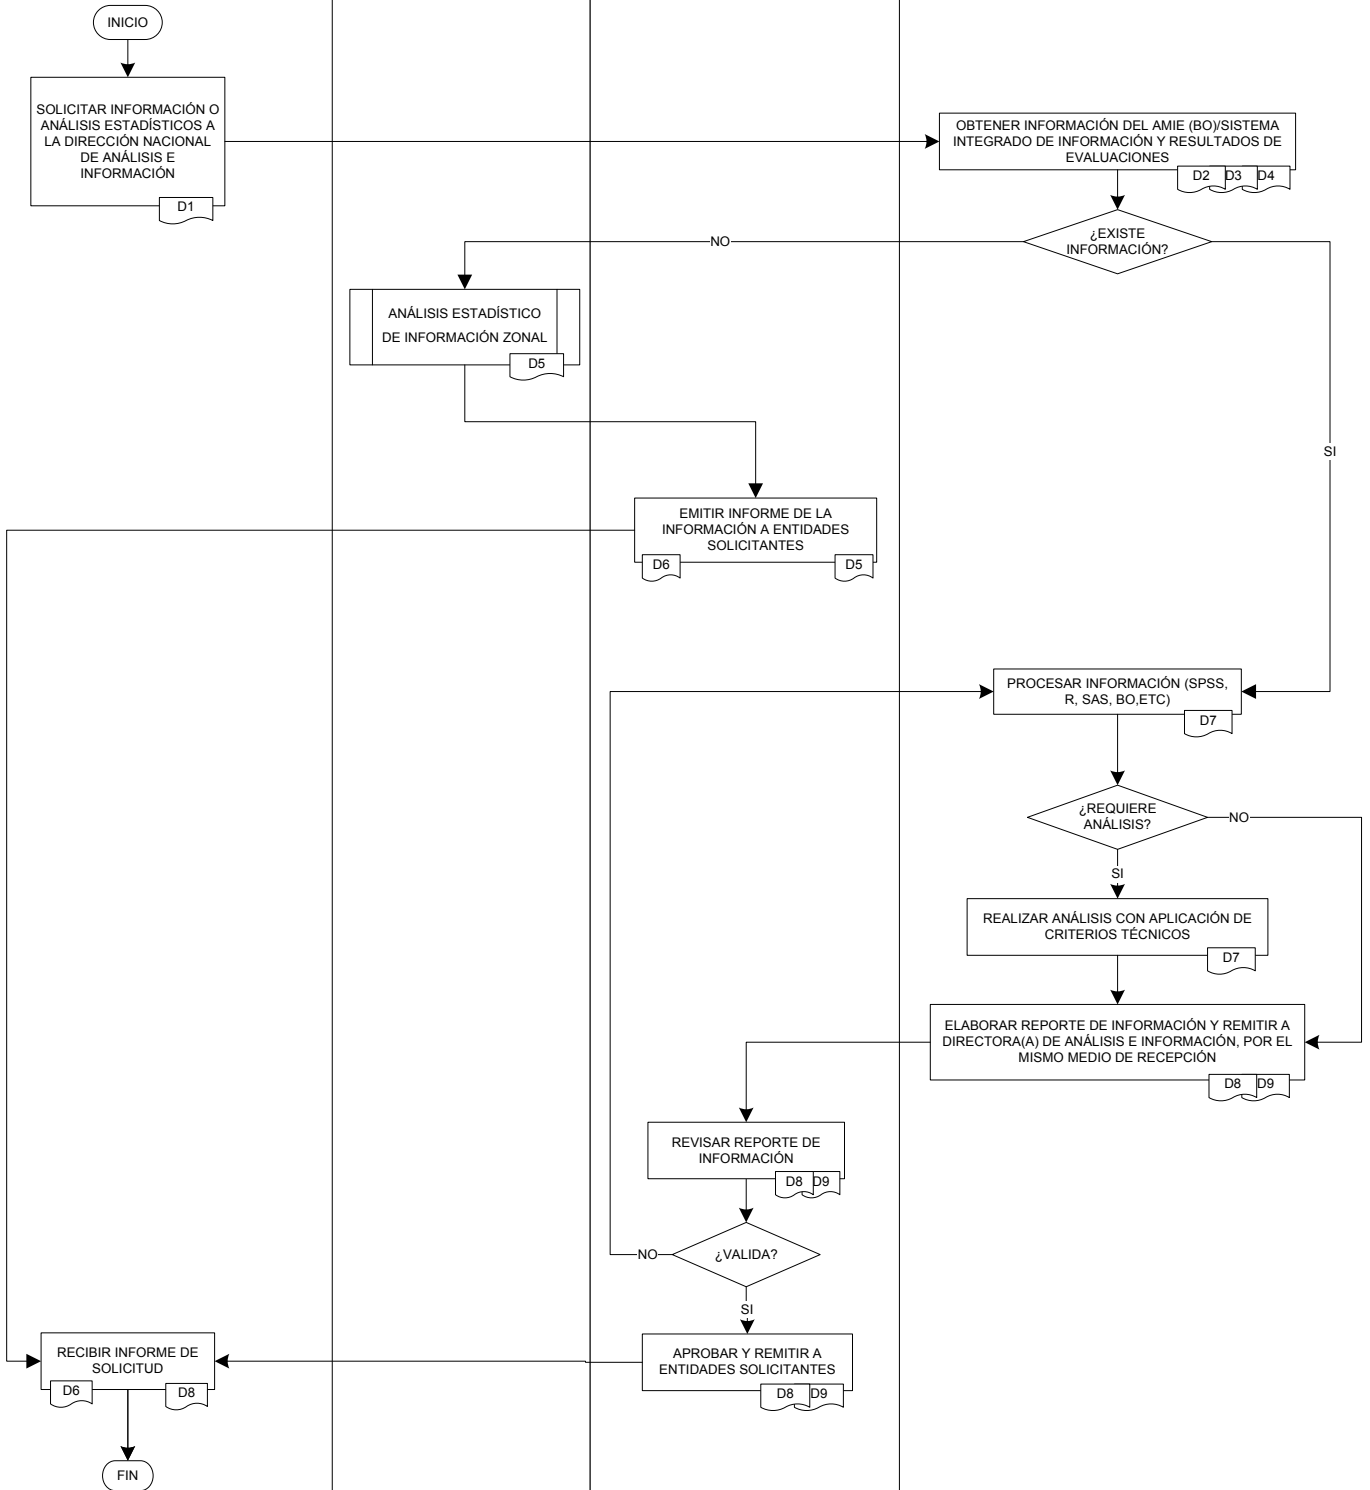 INICIO
SOLICITAR INFORMACIÓN O
ANÁLISIS ESTADÍSTICOS A
LA DIRECCIÓN NACIONAL
DE ANÁLISIS E
INFORMACIÓN
D1
OBTENER INFORMACIÓN DEL AMIE (BO)/SISTEMA
INTEGRADO DE INFORMACIÓN Y RESULTADOS DE
EVALUACIONES
D2 D3 D4
¿EXISTE
INFORMACIÓN?
NO
SI
ANÁLISIS ESTADÍSTICO
DE INFORMACIÓN ZONAL
D5
EMITIR INFORME DE LA
INFORMACIÓN A ENTIDADES
SOLICITANTES
D6 D5
PROCESAR INFORMACIÓN (SPSS,
R, SAS, BO,ETC)
D7
¿REQUIERE
ANÁLISIS?
NO
SI
REALIZAR ANÁLISIS CON APLICACIÓN DE
CRITERIOS TÉCNICOS
D7
ELABORAR REPORTE DE INFORMACIÓN Y REMITIR A
DIRECTORA(A) DE ANÁLISIS E INFORMACIÓN, POR EL
MISMO MEDIO DE RECEPCIÓN
D8 D9
REVISAR REPORTE DE
INFORMACIÓN
D8 D9
¿VALIDA?
NO
SI
APROBAR Y REMITIR A
ENTIDADES SOLICITANTES
D8 D9
RECIBIR INFORME DE
SOLICITUD
D6 D8
FIN